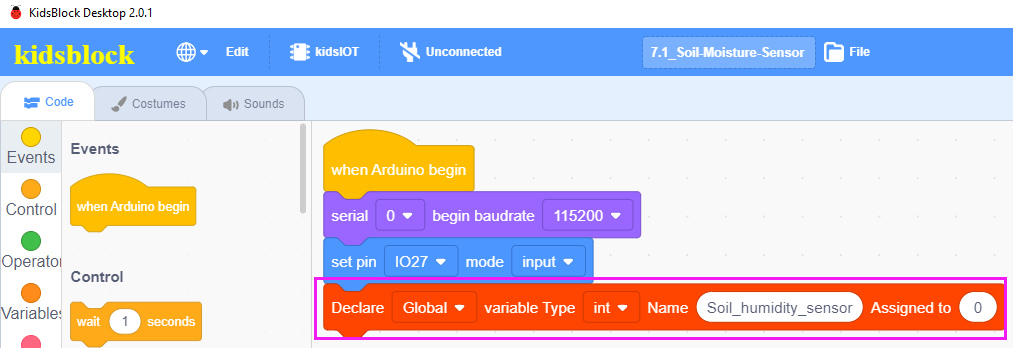 KidsBlock Desktop 2.0.1
kidsblock Edit kidsIOT Unconnected 7.1_Soil-Moisture-Sensor File
Code Costumes Sounds
Events
Control
Operator
Variables
Events
when Arduino begin
Control
wait 1 seconds
when Arduino begin
serial 0 begin baudrate 115200
set pin IO27 mode input
Declare Global variable Type int Name Soil_humidity_sensor Assigned to 0